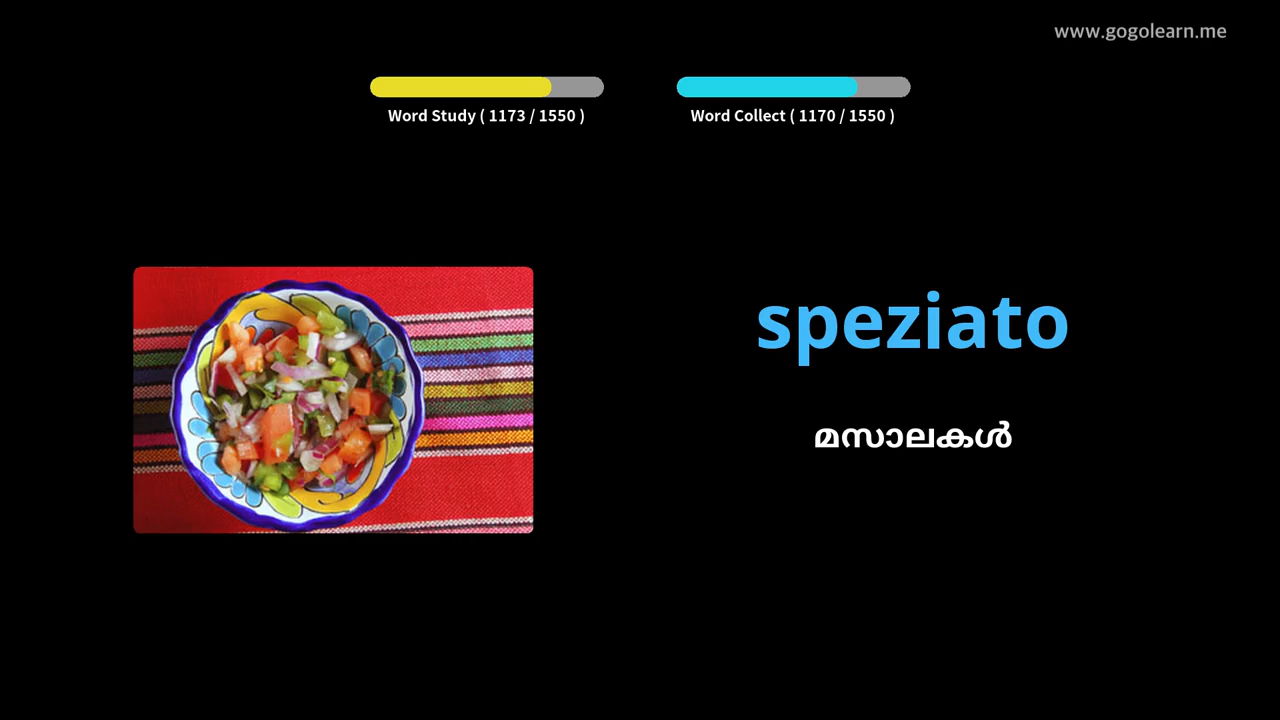 www.gogolearn.me
Word Study ( 1173 / 1550 )
Word Collect ( 1170 / 1550 )
speziato
മസാലകൾ